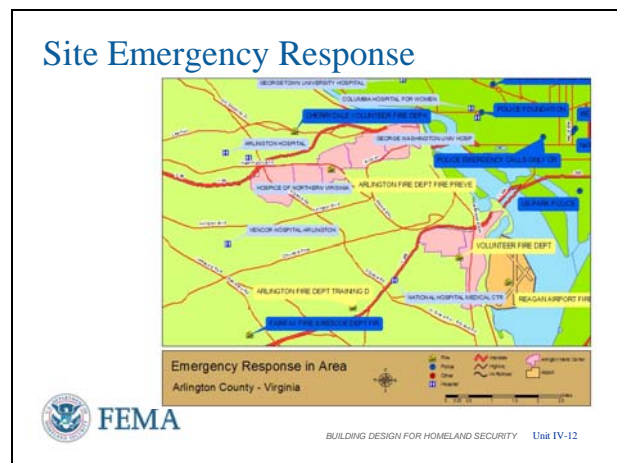 Site Emergency Response
GEORGETOWN UNIVERSITY HOSPITAL
COLUMBIA HOSPITAL FOR WOMEN
POLICE FOUNDATION
CHERRYDALE VOLUNTEER FIRE DEPA
ARLINGTON HOSPITAL
GEORGE WASHINGTON UNIV HOSP
POLICE EMERGENCY CALLS ONLY CR
HOSPICE OF NORTHERN VIRGINIA
ARLINGTON FIRE DEPT FIRE PREVE
US PARK POLICE
VENCOR HOSPITAL-ARLINGTON
VOLUNTEER FIRE DEPT
ARLINGTON FIRE DEPT TRAINING D
NATIONAL HOSPITAL MEDICAL CTR
REAGAN AIRPORT FIRE
FAIRFAX FIRE & RESCUE DEPT FIR
Emergency Response in Area
Arlington County - Virginia
Fire
Police
Other
Hospital
Interstate
Highway
Airport
FEMA
BUILDING DESIGN FOR HOMELAND SECURITY Unit IV-12